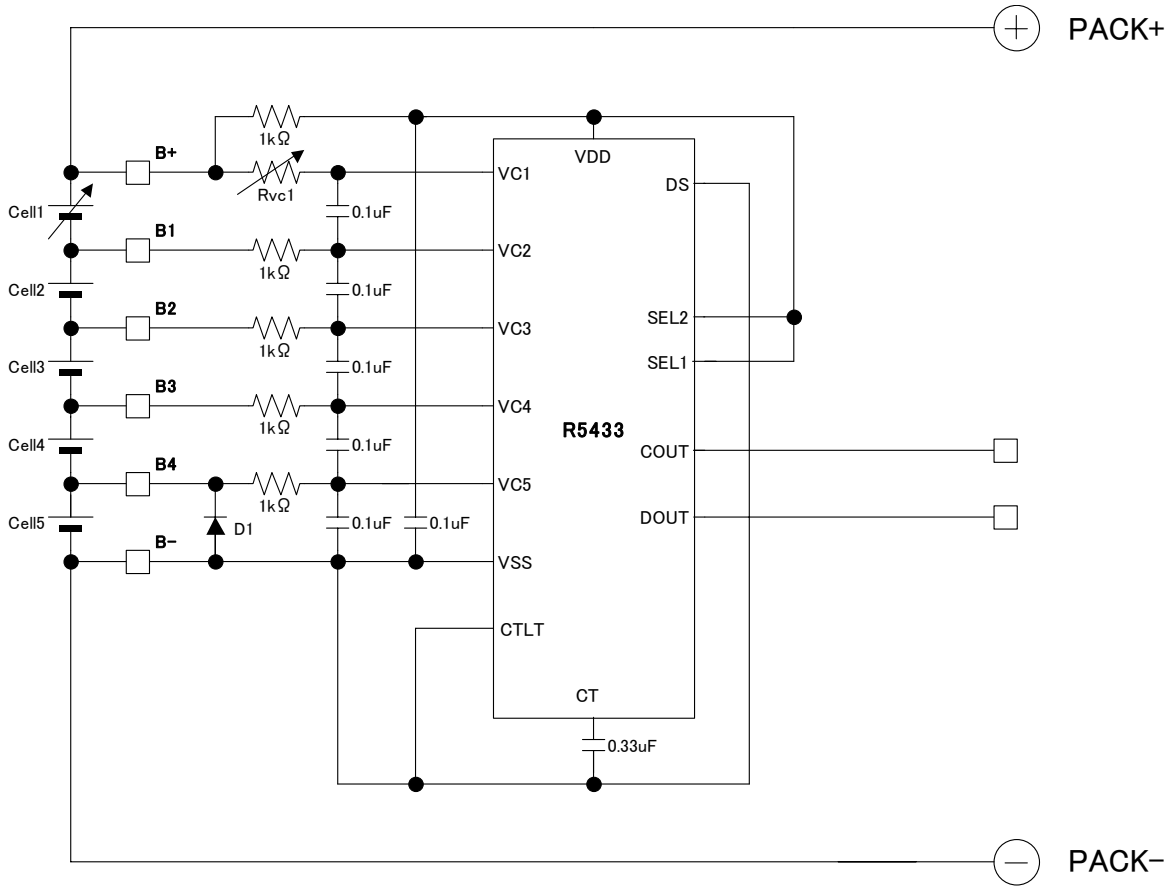 PACK+
1kΩ
VDD
B+
Rvc1
VC1
DS
Cell1
0.1uF
B1
1kΩ
VC2
Cell2
0.1uF
B2
1kΩ
VC3
SEL2
Cell3
0.1uF
SEL1
B3
1kΩ
VC4
R5433
Cell4
0.1uF
COUT
B4
1kΩ
VC5
DOUT
Cell5
D1
0.1uF
0.1uF
B-
VSS
CTLT
CT
0.33uF
PACK-